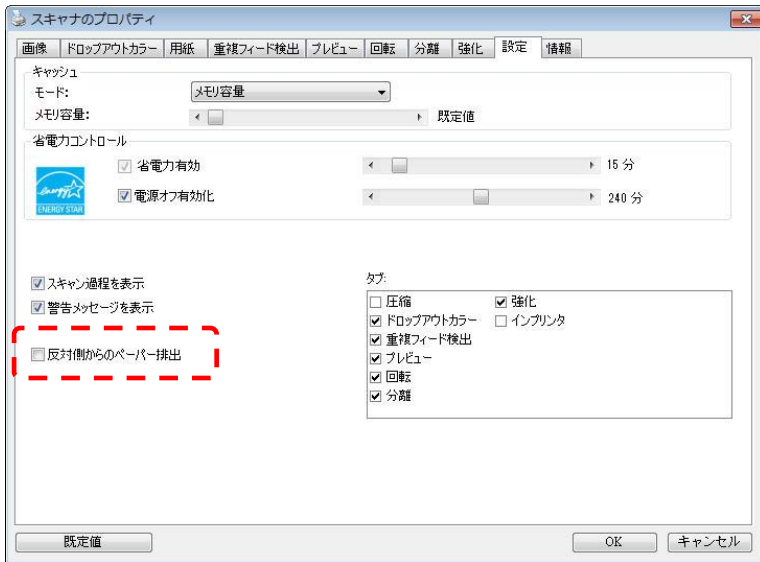 スキャナのプロパティ
画像 ドロップアウトカラー 用紙 重複フィード検出 プレビュー 回転 分離 強化 設定 情報
キャッシュ
モード: メモリ容量
メモリ容量: 既定値
省電力コントロール
省電力有効 15 分
電源オフ有効化 240 分
energy
ENERGY STAR
スキャン過程を表示
警告メッセージを表示
反対側からのペーパー排出
タブ:
圧縮 強化
ドロップアウトカラー インプリンタ
重複フィード検出
プレビュー
回転
分離
既定値 OK キャンセル